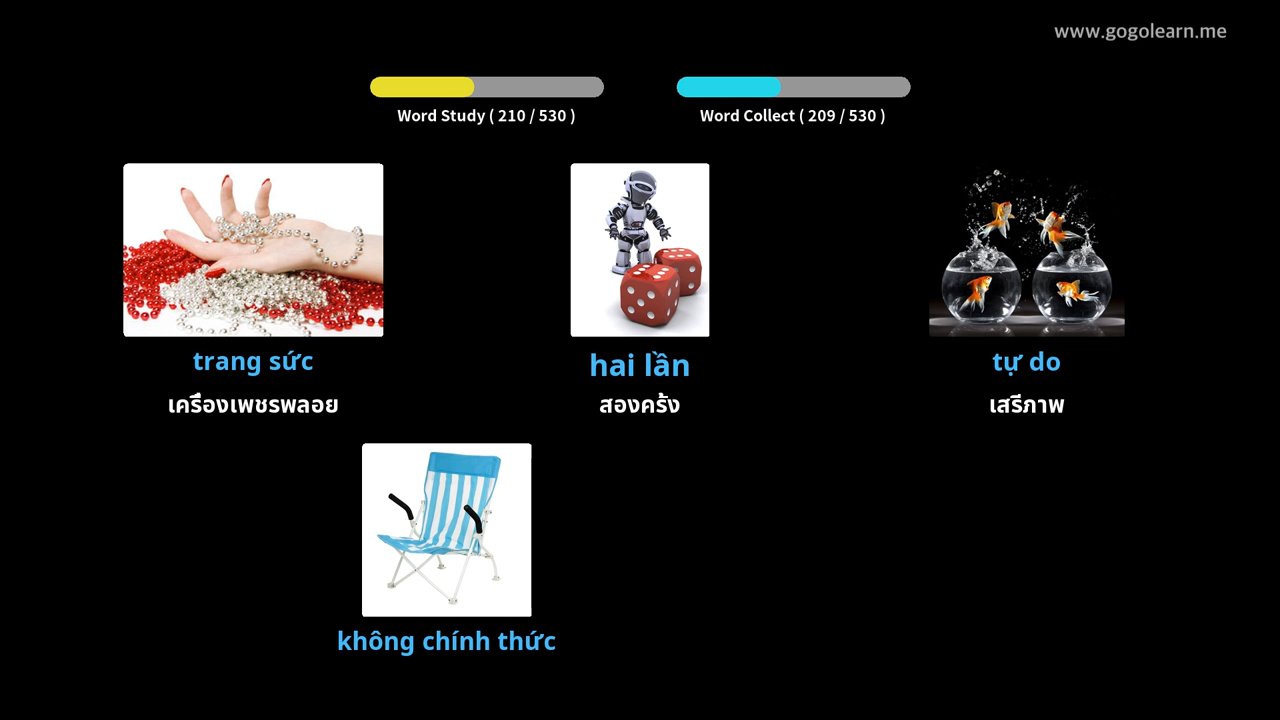 www.gogolearn.me
Word Study ( 210 / 530 )
Word Collect ( 209 / 530 )
trang sức
hai lần
tự do
เครื่องเพชรพลอย
สองครั้ง
เสรีภาพ
không chính thức